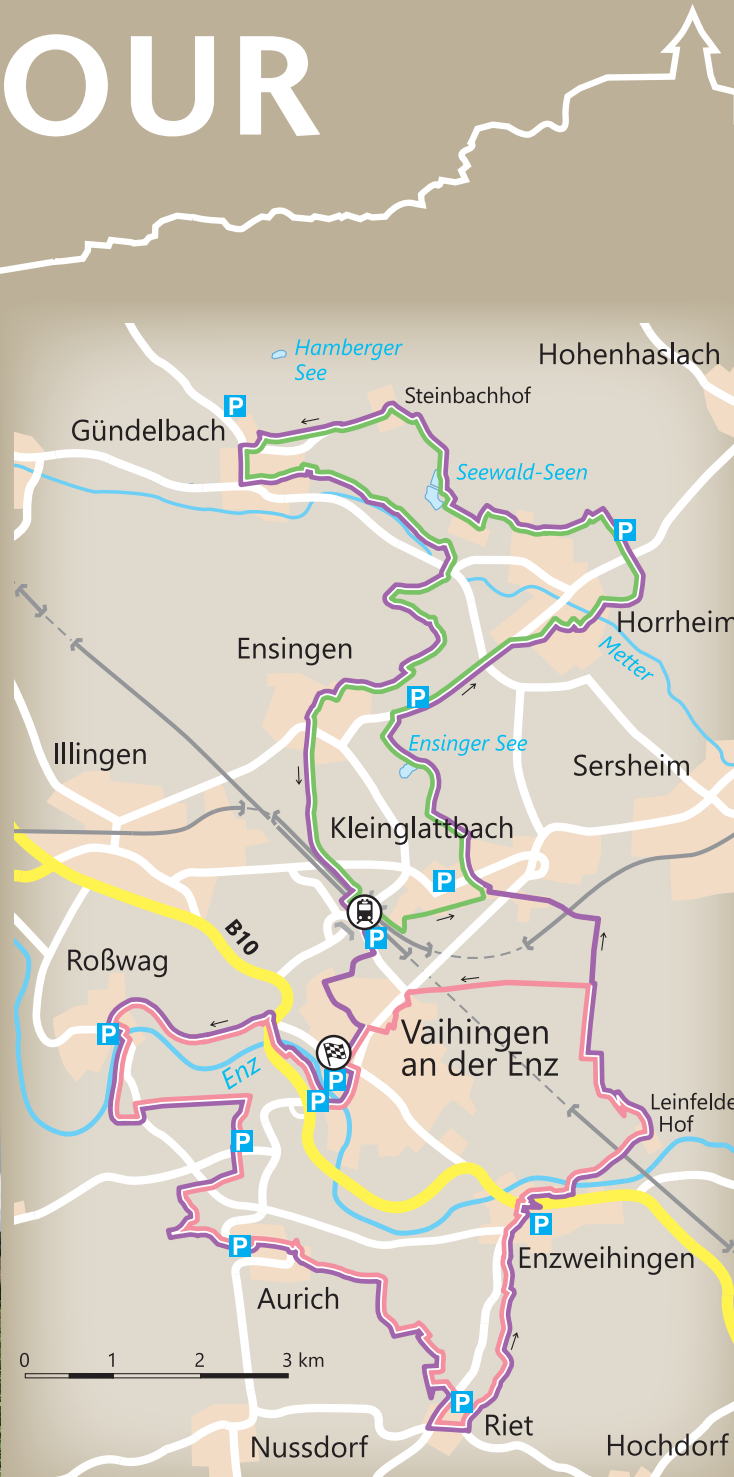 OUR
Hamberger
See
Hohenhaslach
Steinbachhof
P
Gündelbach
Seewald-Seen
P
Horrheim
Ensingen
Metter
P
Ensinger See
Illingen
Sersheim
Kleinglattbach
P
P
B10
Roßwag
P
Vaihingen
an der Enz
Enz
P
P
Leinfelde
Hof
P
P
P
Enzweihingen
Aurich
0 1 2 3 km
P
Riet
Nussdorf
Hochdorf